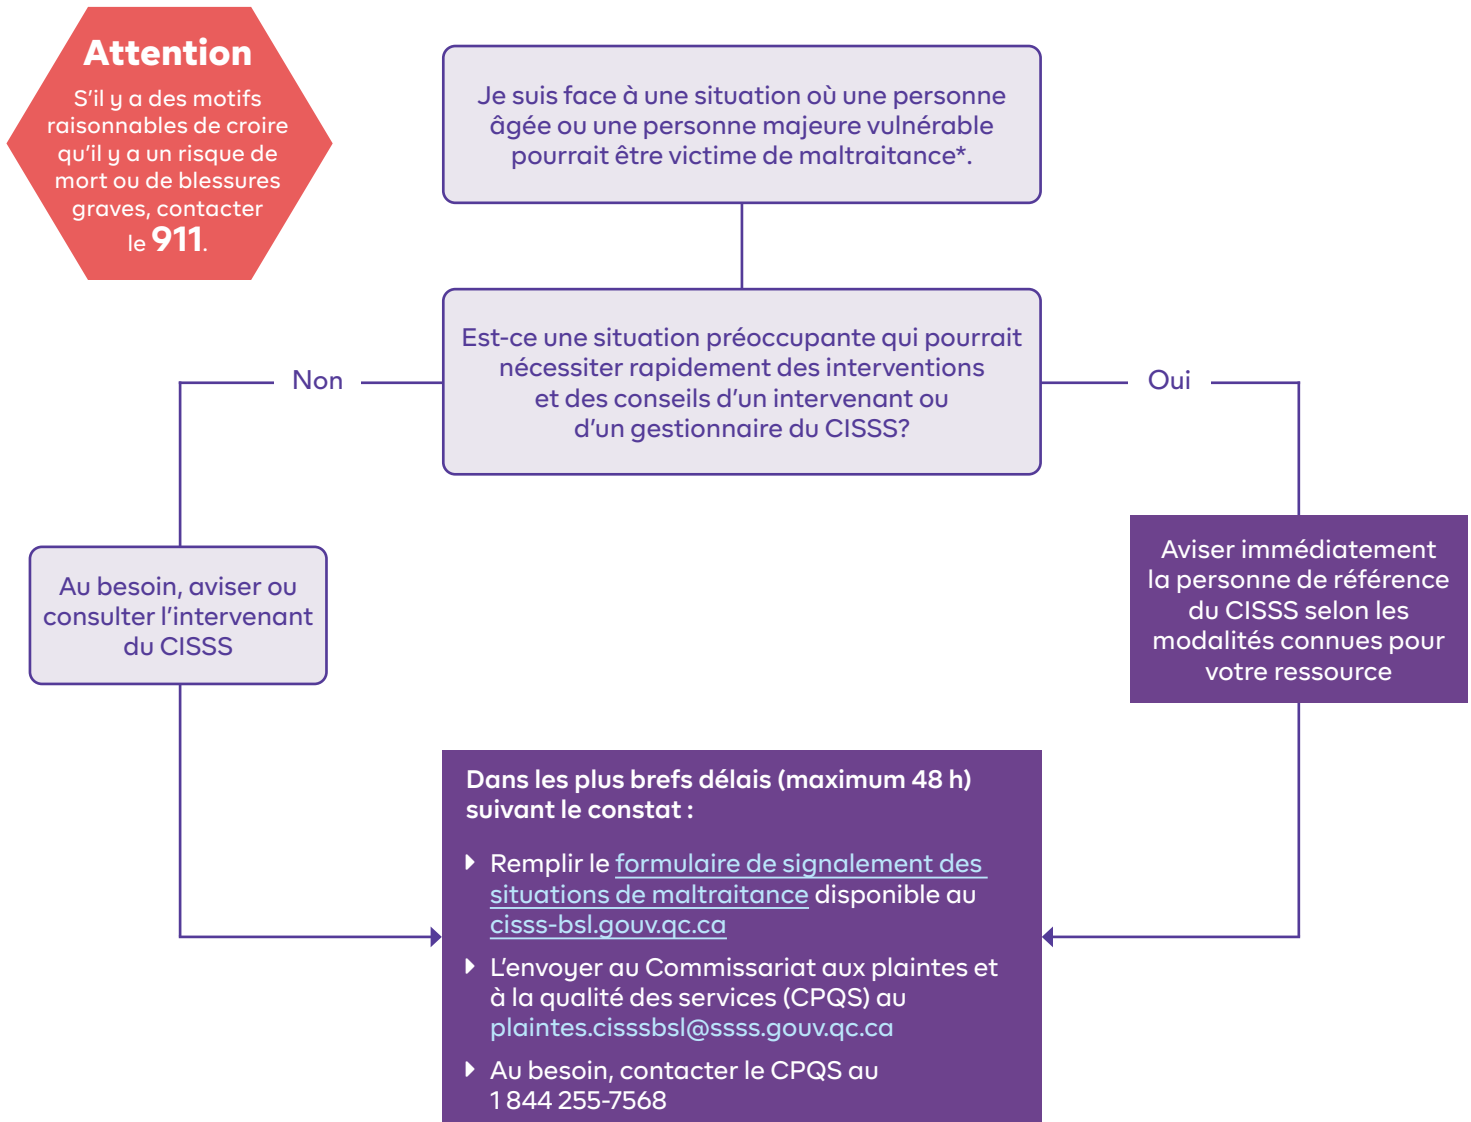 Attention
S'il y a des motifs
raisonnables de croire
qu'il y a un risque de
mort ou de blessures
graves, contacter
le 911.
Je suis face à une situation où une personne
âgée ou une personne majeure vulnérable
pourrait être victime de maltraitance*.
Est-ce une situation préoccupante qui pourrait
nécessiter rapidement des interventions
et des conseils d'un intervenant ou
d'un gestionnaire du CISSS?
Non
Oui
Au besoin, aviser ou
consulter l'intervenant
du CISSS
Aviser immédiatement
la personne de référence
du CISSS selon les
modalités connues pour
votre ressource
Dans les plus brefs délais (maximum 48 h)
suivant le constat :
Remplir le formulaire de signalement des
situations de maltraitance disponible au
cisss-bsl.gouv.qc.ca
L'envoyer au Commissariat aux plaintes et
à la qualité des services (CPQS) au
plaintes.cisssbsl@ssss.gouv.qc.ca
Au besoin, contacter le CPQS au
1 844 255-7568